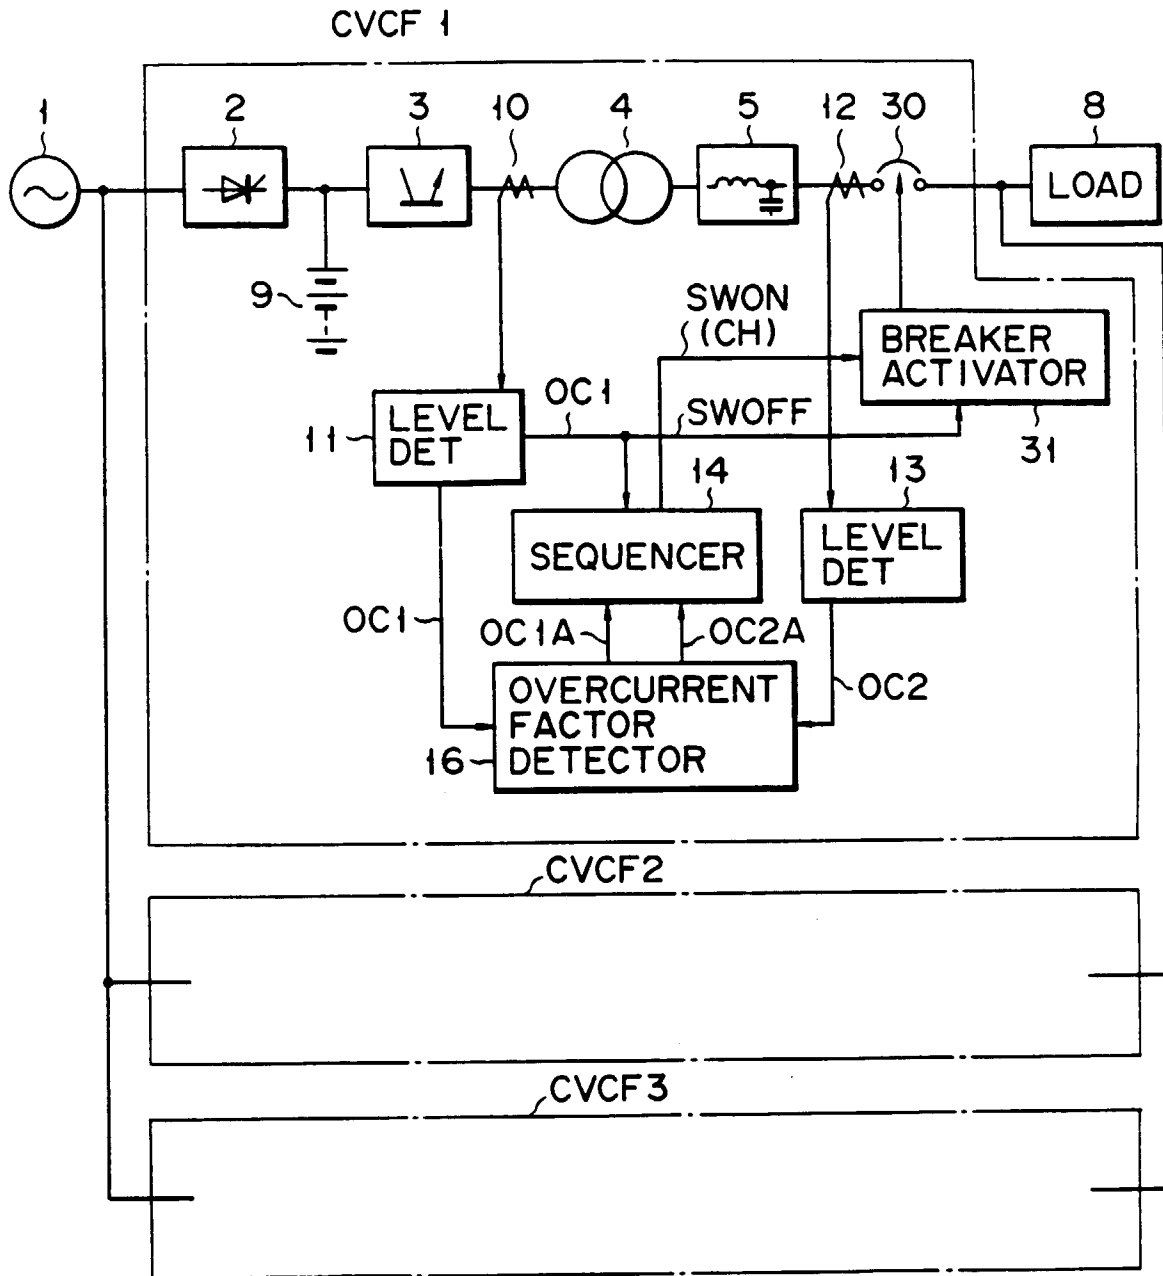 CVCF 1
1
2
3
10
4
5
12
30
8
LOAD
9
SWON
(CH)
BREAKER
ACTIVATOR
31
OC1
SWOFF
11
LEVEL
DET
14
13
SEQUENCER
LEVEL
DET
OC1
OC1A
OC2A
OC2
OVERCURRENT
FACTOR
DETECTOR
16
CVCF2
CVCF3